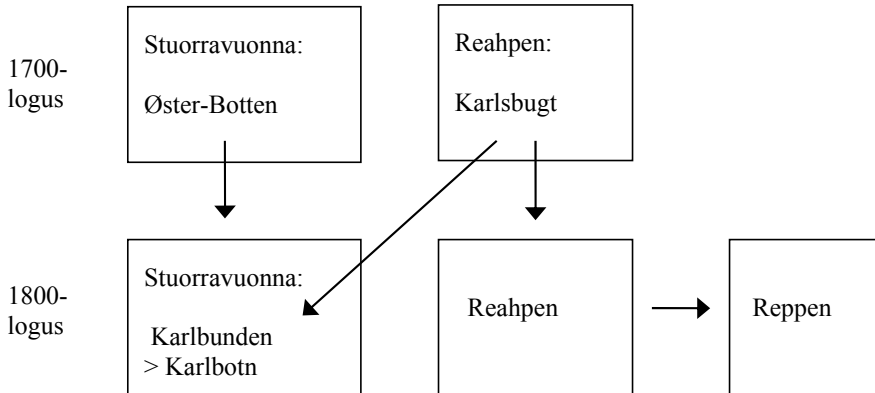 1700-
logus
Stuorravuonna:
Øster-Botten
Reahpen:
Karlsbugt
1800-
logus
Stuorravuonna:
Karlbunden
> Karlbotn
Reahpen
Reppen